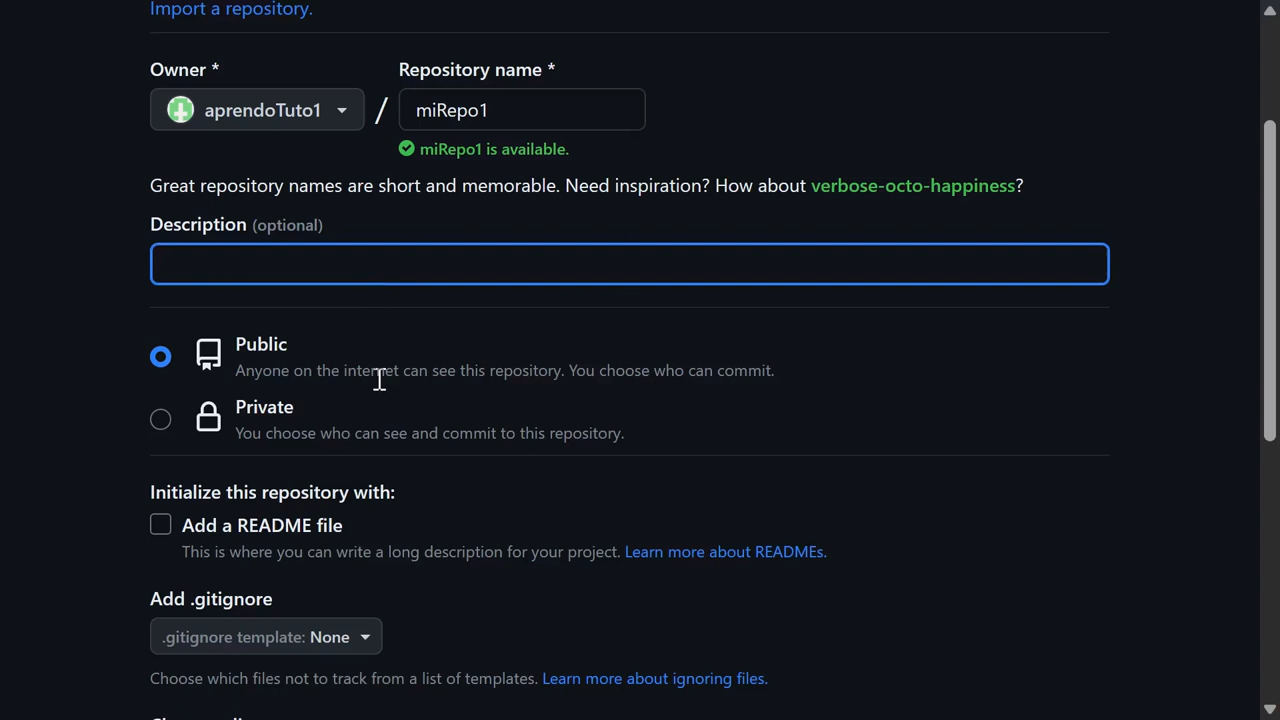 Import a repository.
Owner *
Repository name *
aprendoTuto1
/
miRepo1
miRepo1 is available.
Great repository names are short and memorable. Need inspiration? How about verbose-octo-happiness?
Description (optional)
Public
Anyone on the internet can see this repository. You choose who can commit.
Private
You choose who can see and commit to this repository.
Initialize this repository with:
Add a README file
This is where you can write a long description for your project. Learn more about READMEs.
Add .gitignore
.gitignore template: None
Choose which files not to track from a list of templates. Learn more about ignoring files.